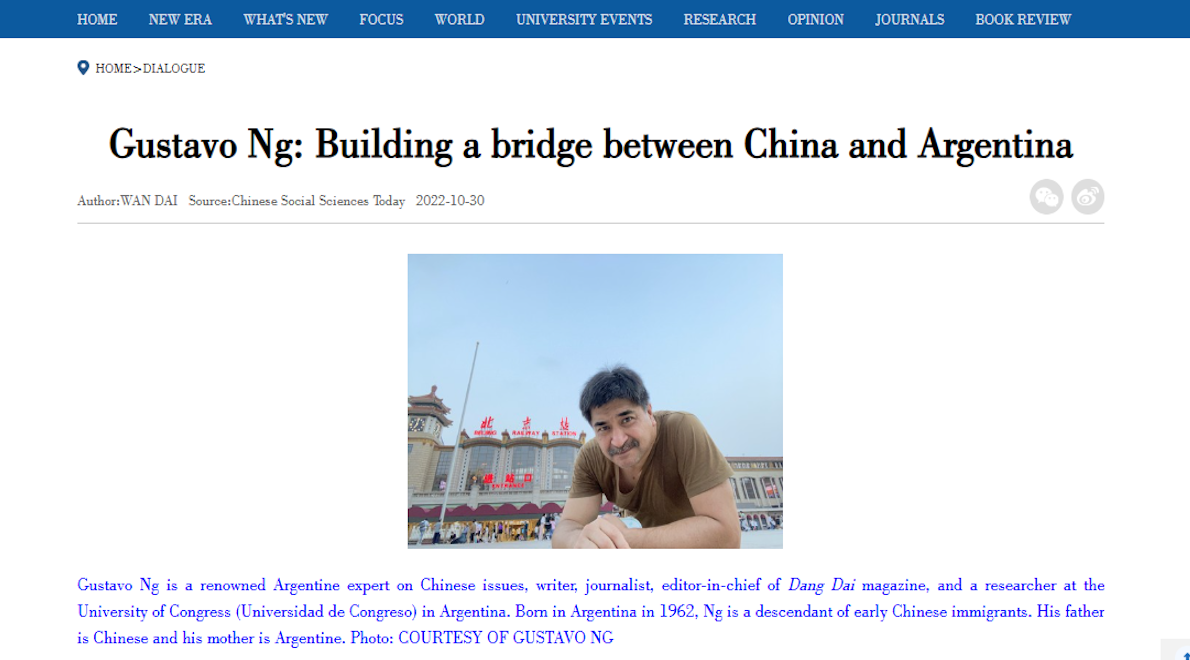 HOME NEW ERA WHAT'S NEW FOCUS WORLD UNIVERSITY EVENTS RESEARCH OPINION JOURNALS BOOK REVIEW
HOME>DIALOGUE
Gustavo Ng: Building a bridge between China and Argentina
Author:WAN DAI Source:Chinese Social Sciences Today 2022-10-30
北京站
BEIJING RAILWAY STATION
进站口
ENTRANCE
Gustavo Ng is a renowned Argentine expert on Chinese issues, writer, journalist, editor-in-chief of Dang Dai magazine, and a researcher at the
University of Congress (Universidad de Congreso) in Argentina. Born in Argentina in 1962, Ng is a descendant of early Chinese immigrants. His father
is Chinese and his mother is Argentine. Photo: COURTESY OF GUSTAVO NG